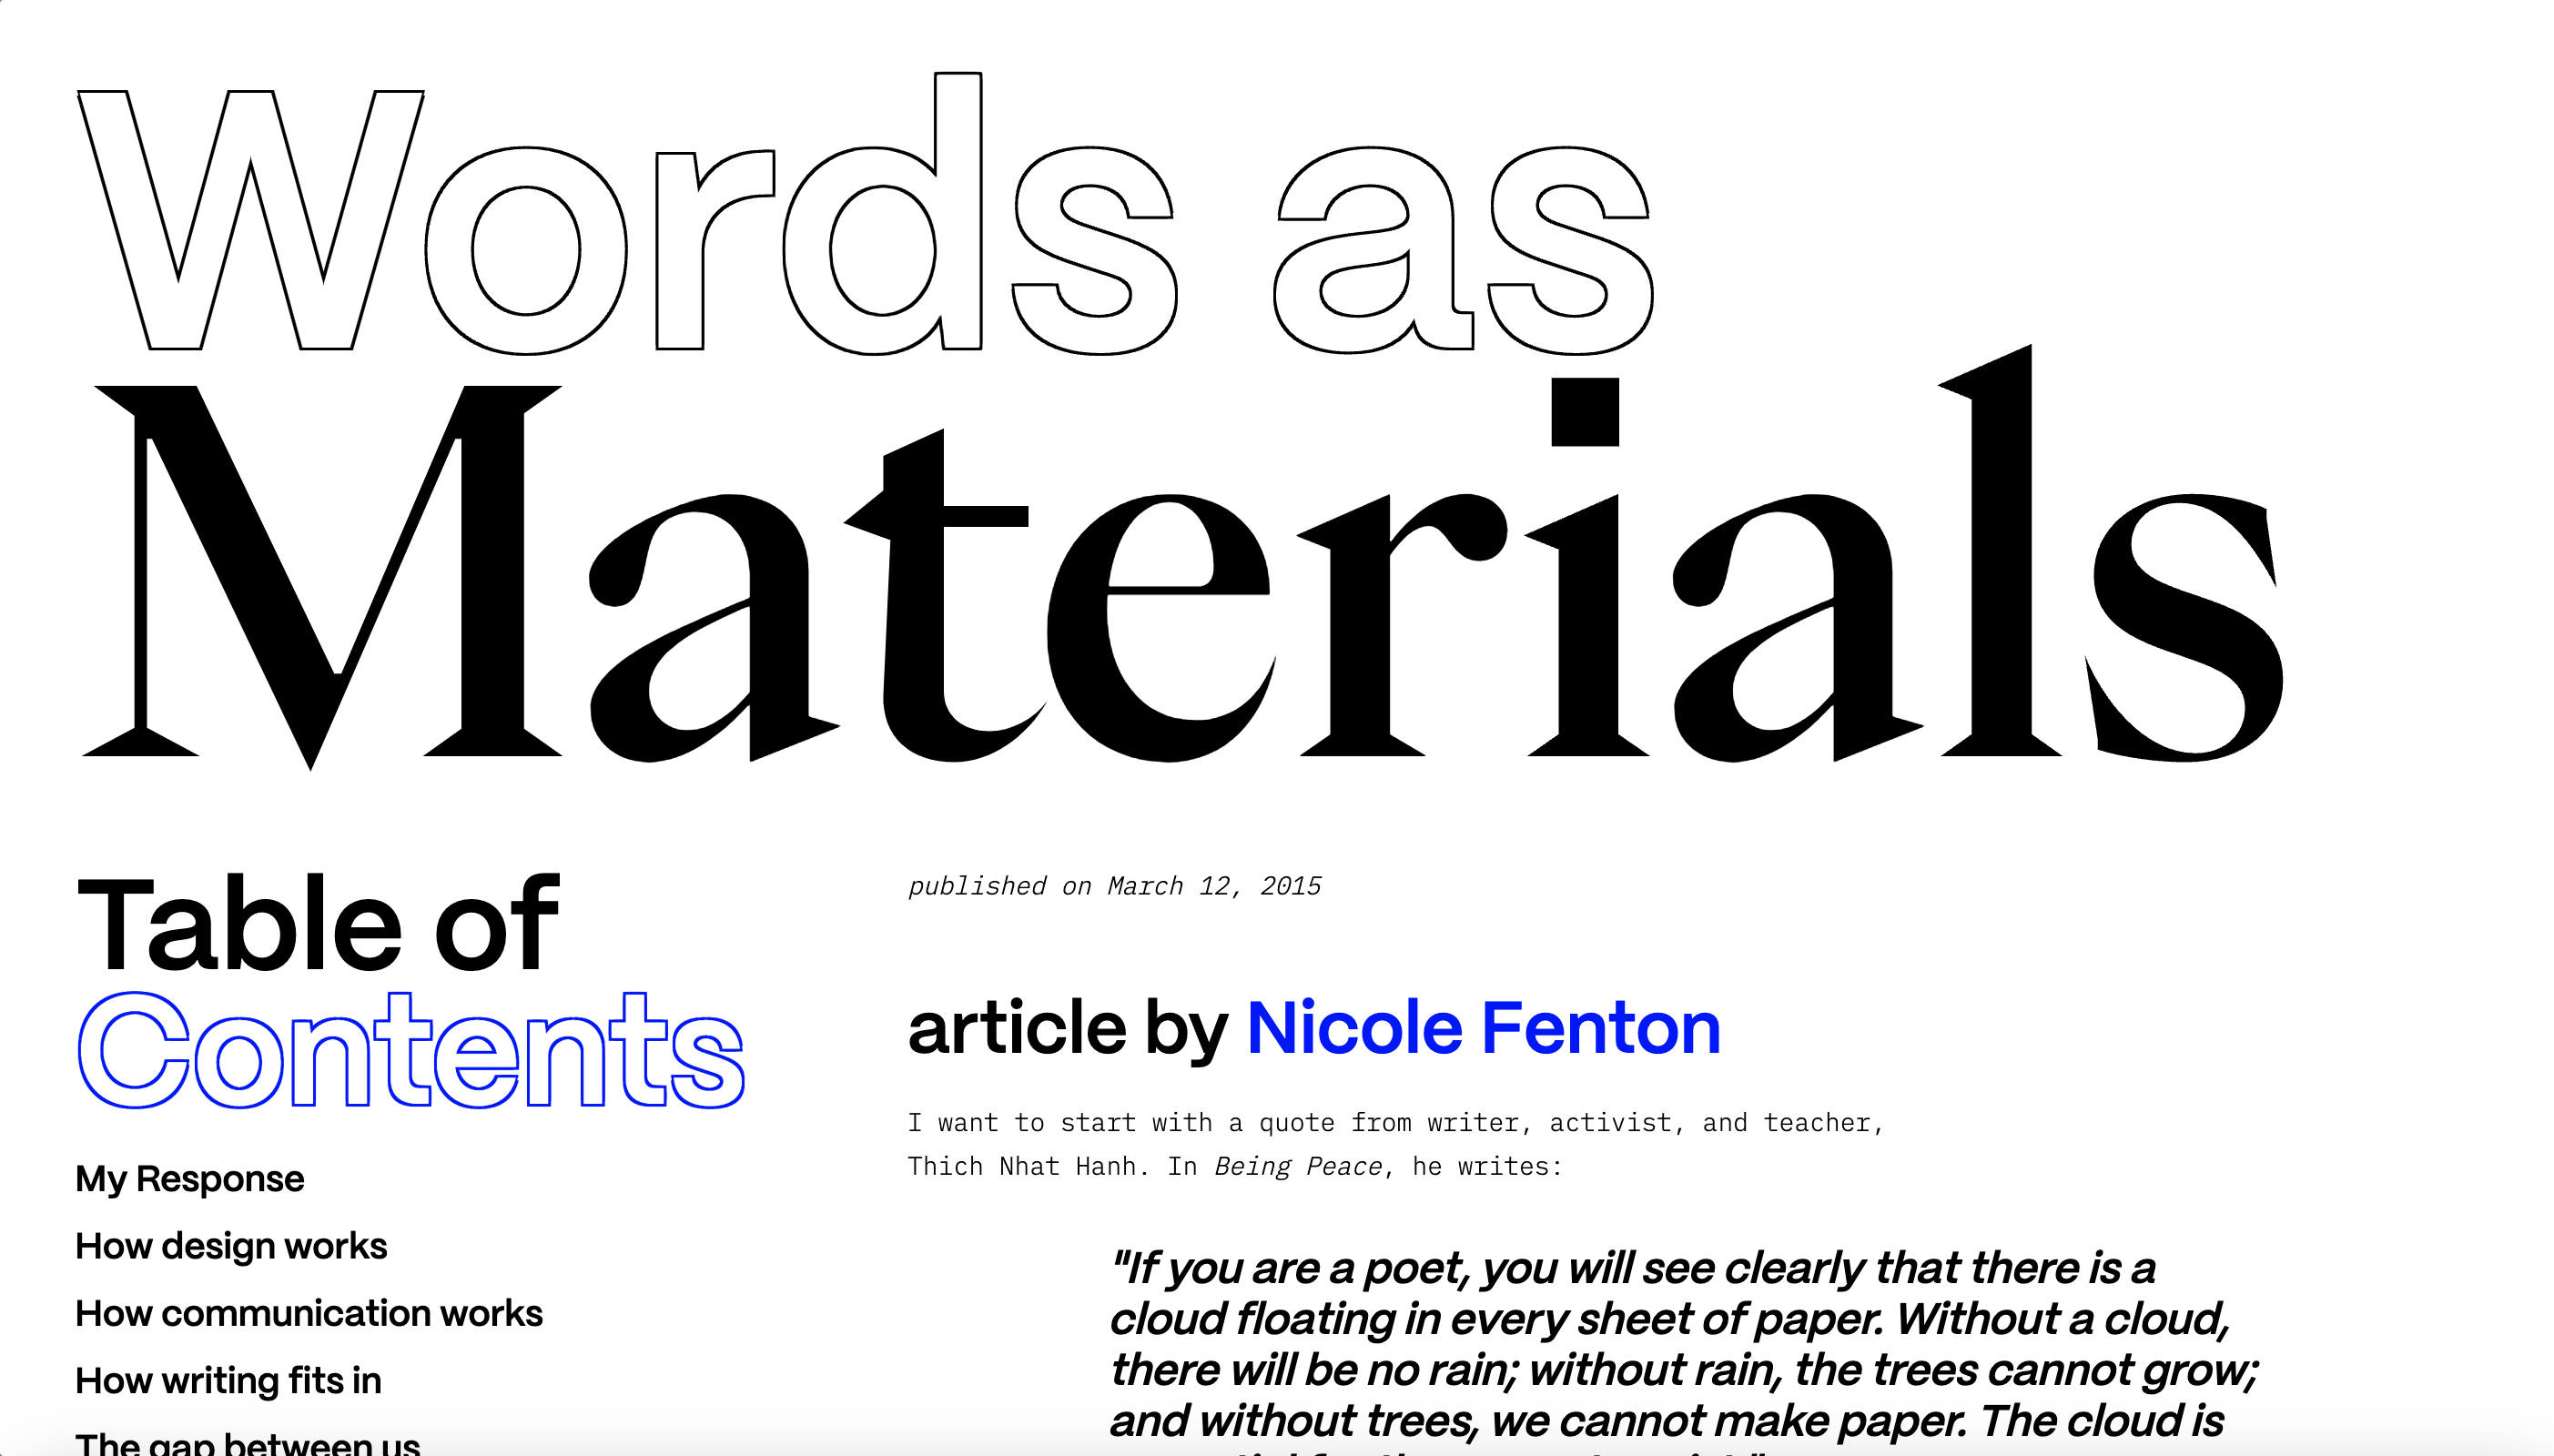 Words as
Materials
Table of
Contents
My Response
How design works
How communication works
How writing fits in
The gap between us
published on March 12, 2015
article by Nicole Fenton
I want to start with a quote from writer, activist, and teacher,
Thich Nhat Hanh. In Being Peace, he writes:
"If you are a poet, you will see clearly that there is a
cloud floating in every sheet of paper. Without a cloud,
there will be no rain; without rain, the trees cannot grow;
and without trees, we cannot make paper. The cloud is